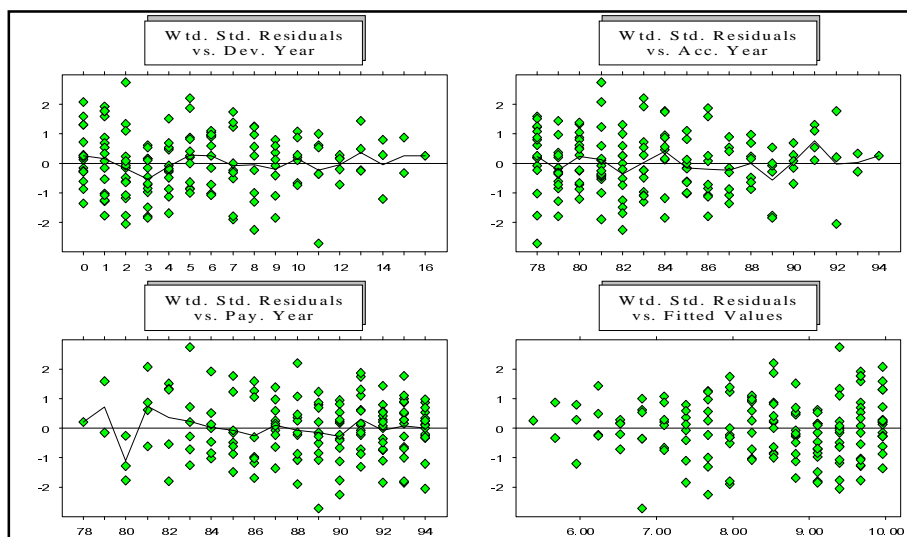 Wtd. Std. Residuals
vs. Dev. Year
2
1
0
-1
-2
0 1 2 3 4 5 6 7 8 9 10 11 12 14 16
Wtd. Std. Residuals
vs. Acc. Year
2
1
0
-1
-2
78 80 82 84 86 88 90 92 94
Wtd. Std. Residuals
vs. Pay. Year
2
1
0
-1
-2
78 80 82 84 86 88 90 92 94
Wtd. Std. Residuals
vs. Fitted Values
2
1
0
-1
-2
6.00 7.00 8.00 9.00 10.00